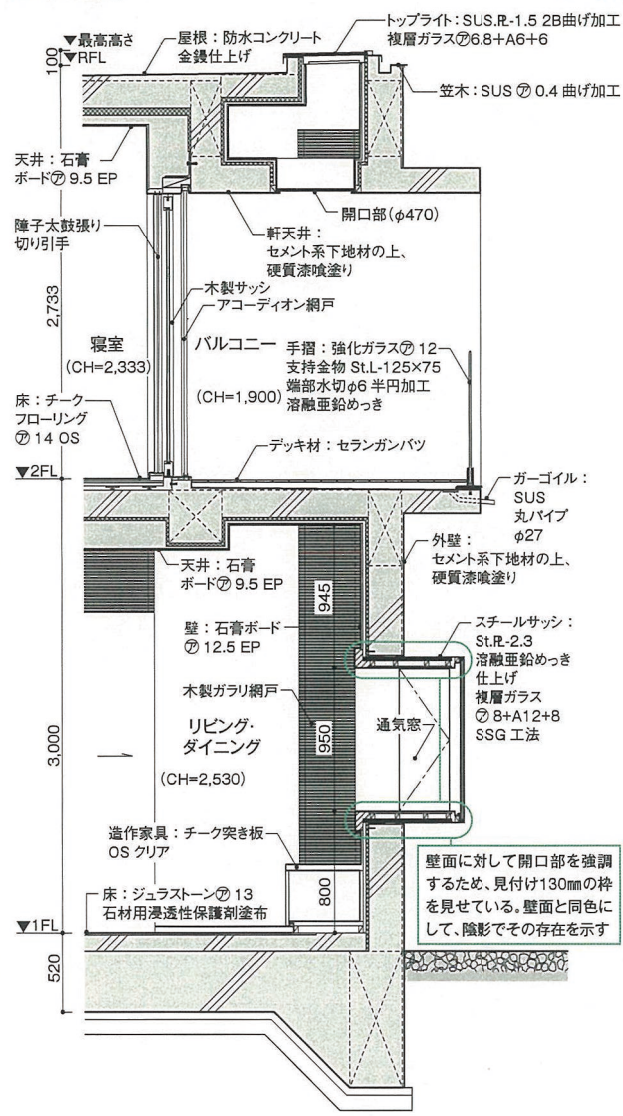 トップライト：SUS.PL-1.5 2B曲げ加工
複層ガラス㋐6.8＋A6＋6
▼最高高さ
▼RFL
100
屋根：防水コンクリート
金鏝仕上げ
笠木：SUS ㋐ 0.4 曲げ加工
天井：石膏
ボード㋐ 9.5 EP
開口部（φ470）
障子太鼓張り
切り引手
軒天井：
セメント系下地材の上、
硬質漆喰塗り
木製サッシ
アコーディオン網戸
2,733
寝室
（CH=2,333）
バルコニー
（CH=1,900）
手摺：強化ガラス㋐ 12
支持金物 St.L-125×75
端部水切φ6 半円加工
溶融亜鉛めっき
床：チーク
フローリング
㋐ 14 OS
デッキ材：セランガンバツ
▼2FL
ガーゴイル：
SUS
丸パイプ
φ27
外壁：
セメント系下地材の上、
硬質漆喰塗り
天井：石膏
ボード㋐ 9.5 EP
945
壁：石膏ボード
㋐ 12.5 EP
スチールサッシ：
St.PL-2.3
溶融亜鉛めっき
仕上げ
複層ガラス
㋐ 8＋A12＋8
SSG 工法
木製ガラリ網戸
950
通気窓
3,000
リビング・
ダイニング
（CH=2,530）
造作家具：チーク突き板
OS クリア
800
床：ジュラストーン㋐ 13
石材用浸透性保護剤塗布
▼1FL
520
壁面に対して開口部を強調
するため、見付け130㎜の枠
を見せている。壁面と同色に
して、陰影でその存在を示す